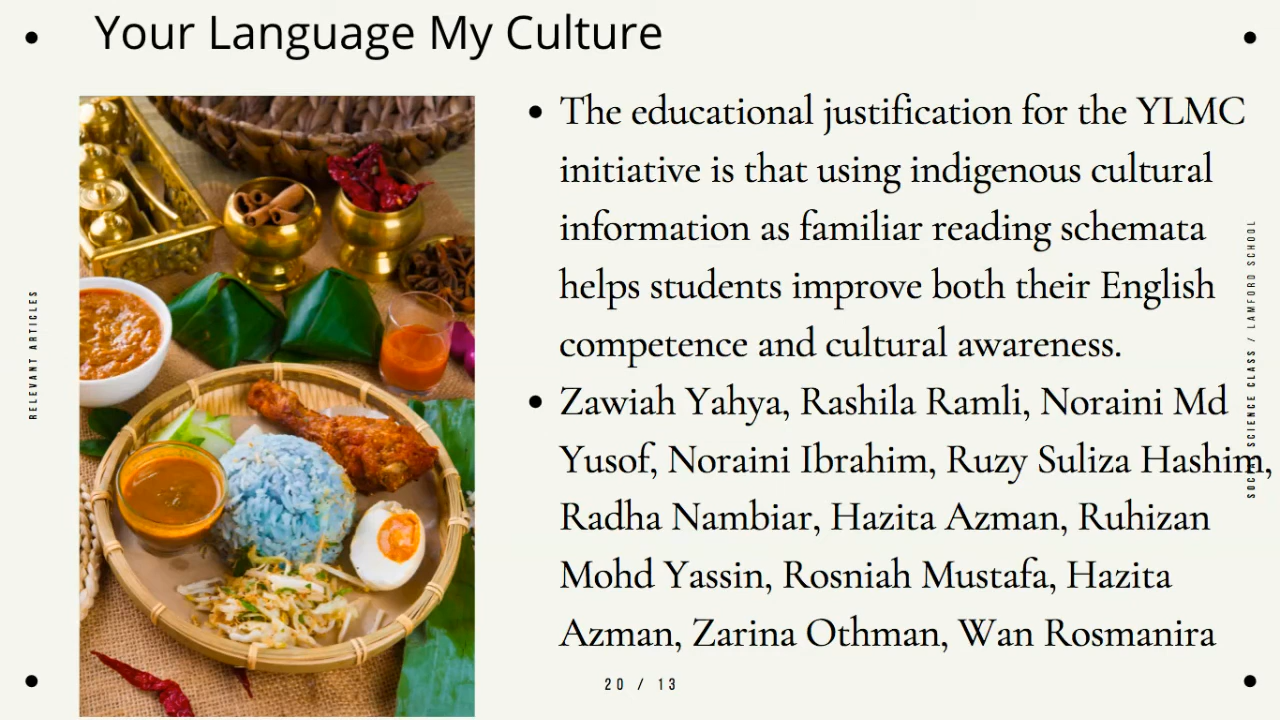 Your Language My Culture
The educational justification for the YLMC
initiative is that using indigenous cultural
information as familiar reading schemata
helps students improve both their English
competence and cultural awareness.
Zawiah Yahya, Rashila Ramli, Noraini Md
Yusof, Noraini Ibrahim, Ruzy Suliza Hashim,
Radha Nambiar, Hazita Azman, Ruhizan
Mohd Yassin, Rosniah Mustafa, Hazita
Azman, Zarina Othman, Wan Rosmanira
RELEVANT ARTICLES
SOCIAL SCIENCE CLASS / LAMFORD SCHOOL
20 / 13